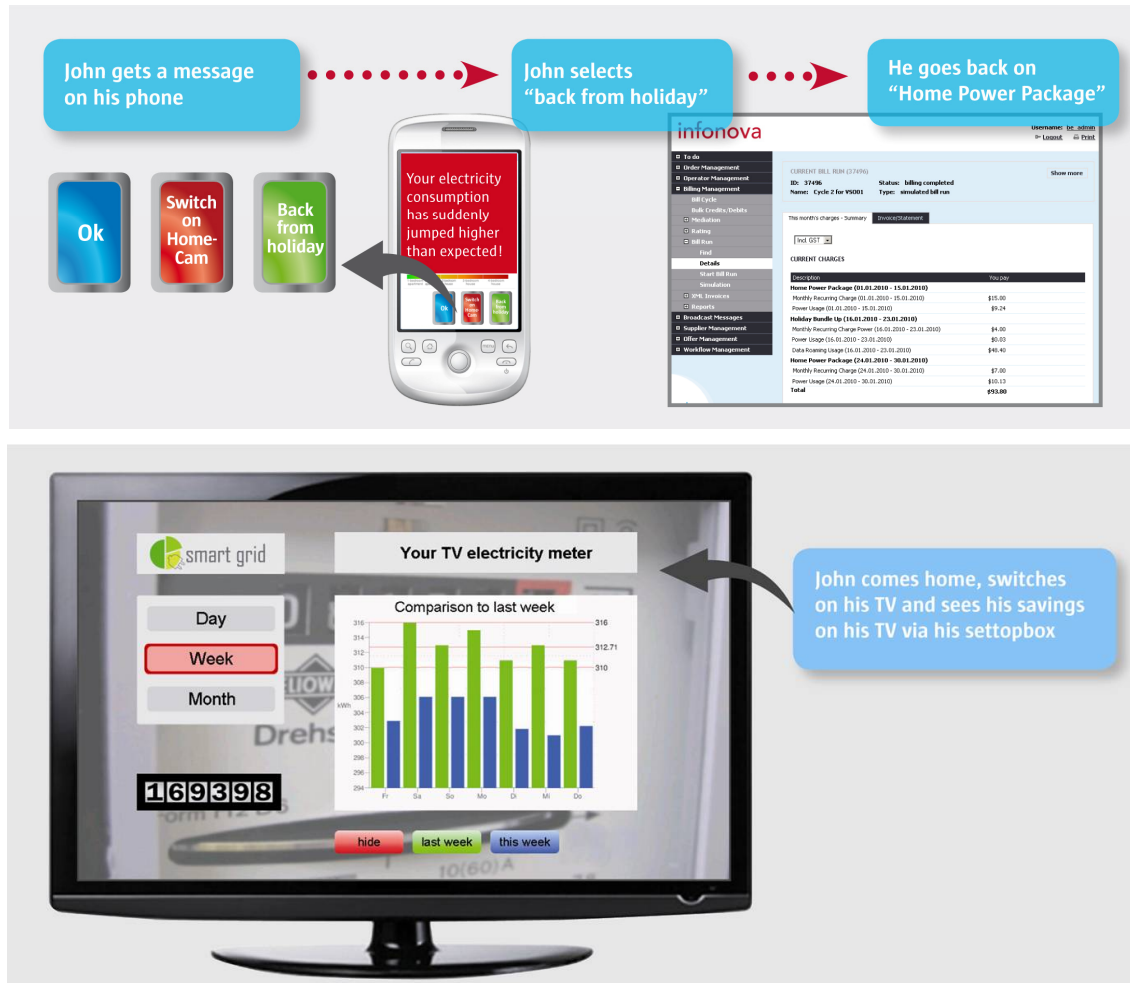 John gets a message
on his phone
John selects
“back from holiday”
He goes back on
“Home Power Package”
Ok
Switch
on
Home-
Cam
Back
from
holiday
Your electricity
consumption
has suddenly
jumped higher
than expected!
Ok
Switch
on
Home-
Cam
Back
from
holiday
menu
infonova
Username: be_admin
Logout Print
To do
Order Management
Operator Management
Billing Management
Bill Cycle
Bulk Credits/Debits
Mediation
Rating
Bill Run
Find
Details
Start Bill Run
Simulation
XML Invoices
Reports
Broadcast Messages
Supplier Management
Offer Management
Workflow Management
CURRENT BILL RUN (37496)
Show more
ID: 37496 Status: billing completed
Name: Cycle 2 for VSO01 Type: simulated bill run
This month's charges - Summary Invoice/Statement
Incl. GST
CURRENT CHARGES
Description You pay
Home Power Package (01.01.2010 - 15.01.2010)
Monthly Recurring Charge (01.01.2010 - 15.01.2010) $15.00
Power Usage (01.01.2010 - 15.01.2010) $9.24
Holiday Bundle Up (16.01.2010 - 23.01.2010)
Monthly Recurring Charge Power (16.01.2010 - 23.01.2010) $4.00
Power Usage (16.01.2010 - 23.01.2010) $0.03
Data Roaming Usage (16.01.2010 - 23.01.2010) $48.40
Home Power Package (24.01.2010 - 30.01.2010)
Monthly Recurring Charge (24.01.2010 - 30.01.2010) $7.00
Power Usage (24.01.2010 - 30.01.2010) $10.13
Total $93.80
smart grid
Your TV electricity meter
Day
Week
Month
169398
Comparison to last week
316
314
312
310
308
306
304
302
300
298
296
294
kWh
316
312.71
310
Fr Sa So Mo Di Mi Do
Drehs
10(60)A
hide
last week
this week
John comes home, switches
on his TV and sees his savings
on his TV via his settopbox